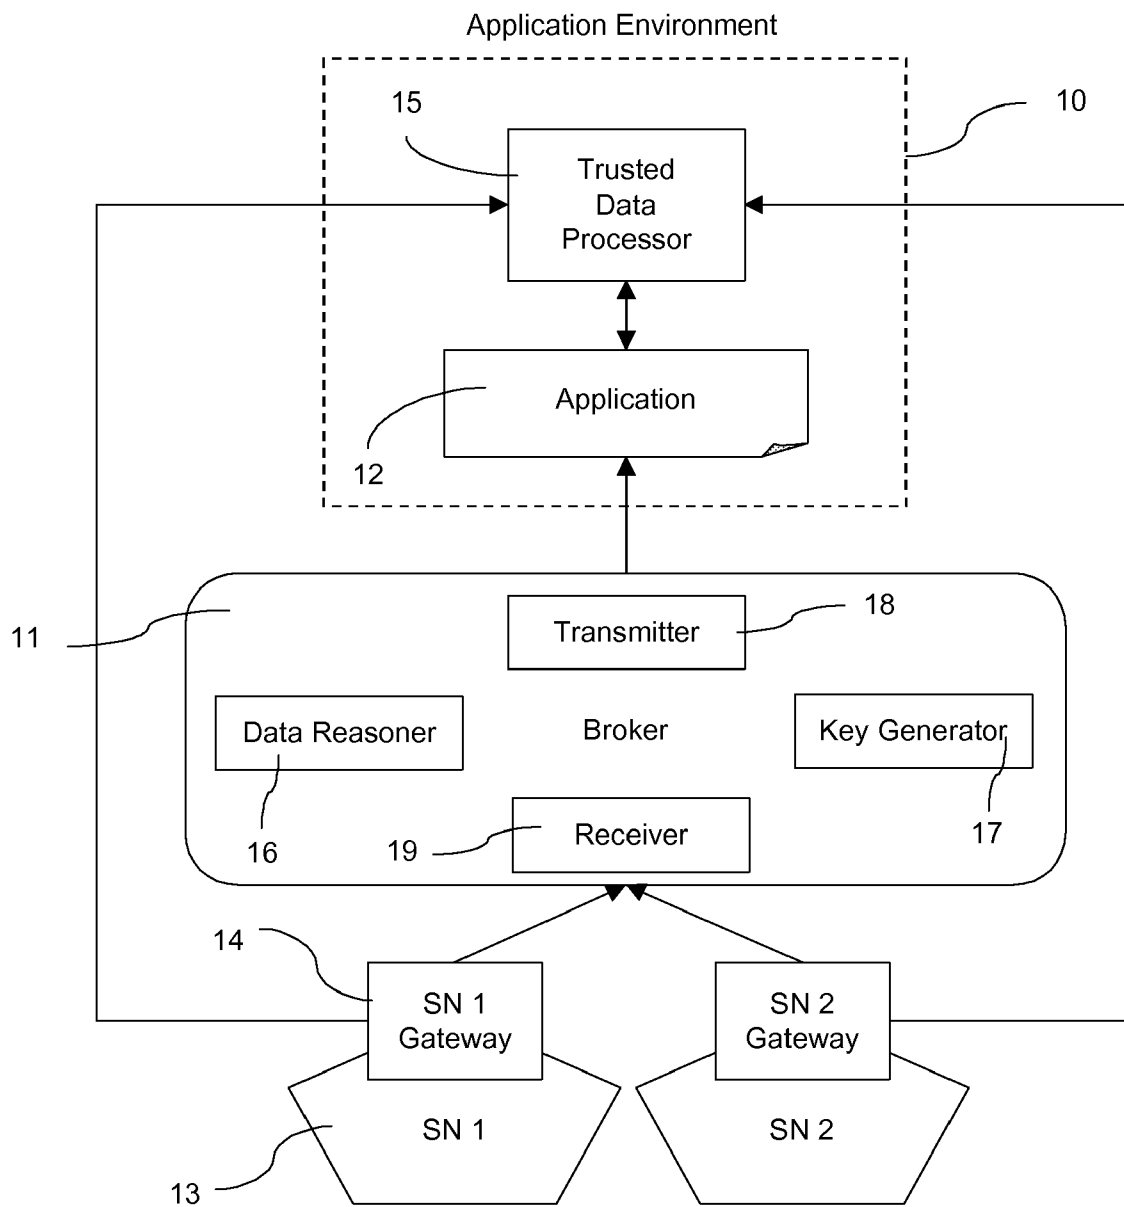 Application Environment
15
10
Trusted
Data
Processor
Application
12
11
18
Transmitter
Data Reasoner
Broker
Key Generator
16
19
Receiver
17
14
SN 1
Gateway
SN 2
Gateway
SN 1
SN 2
13